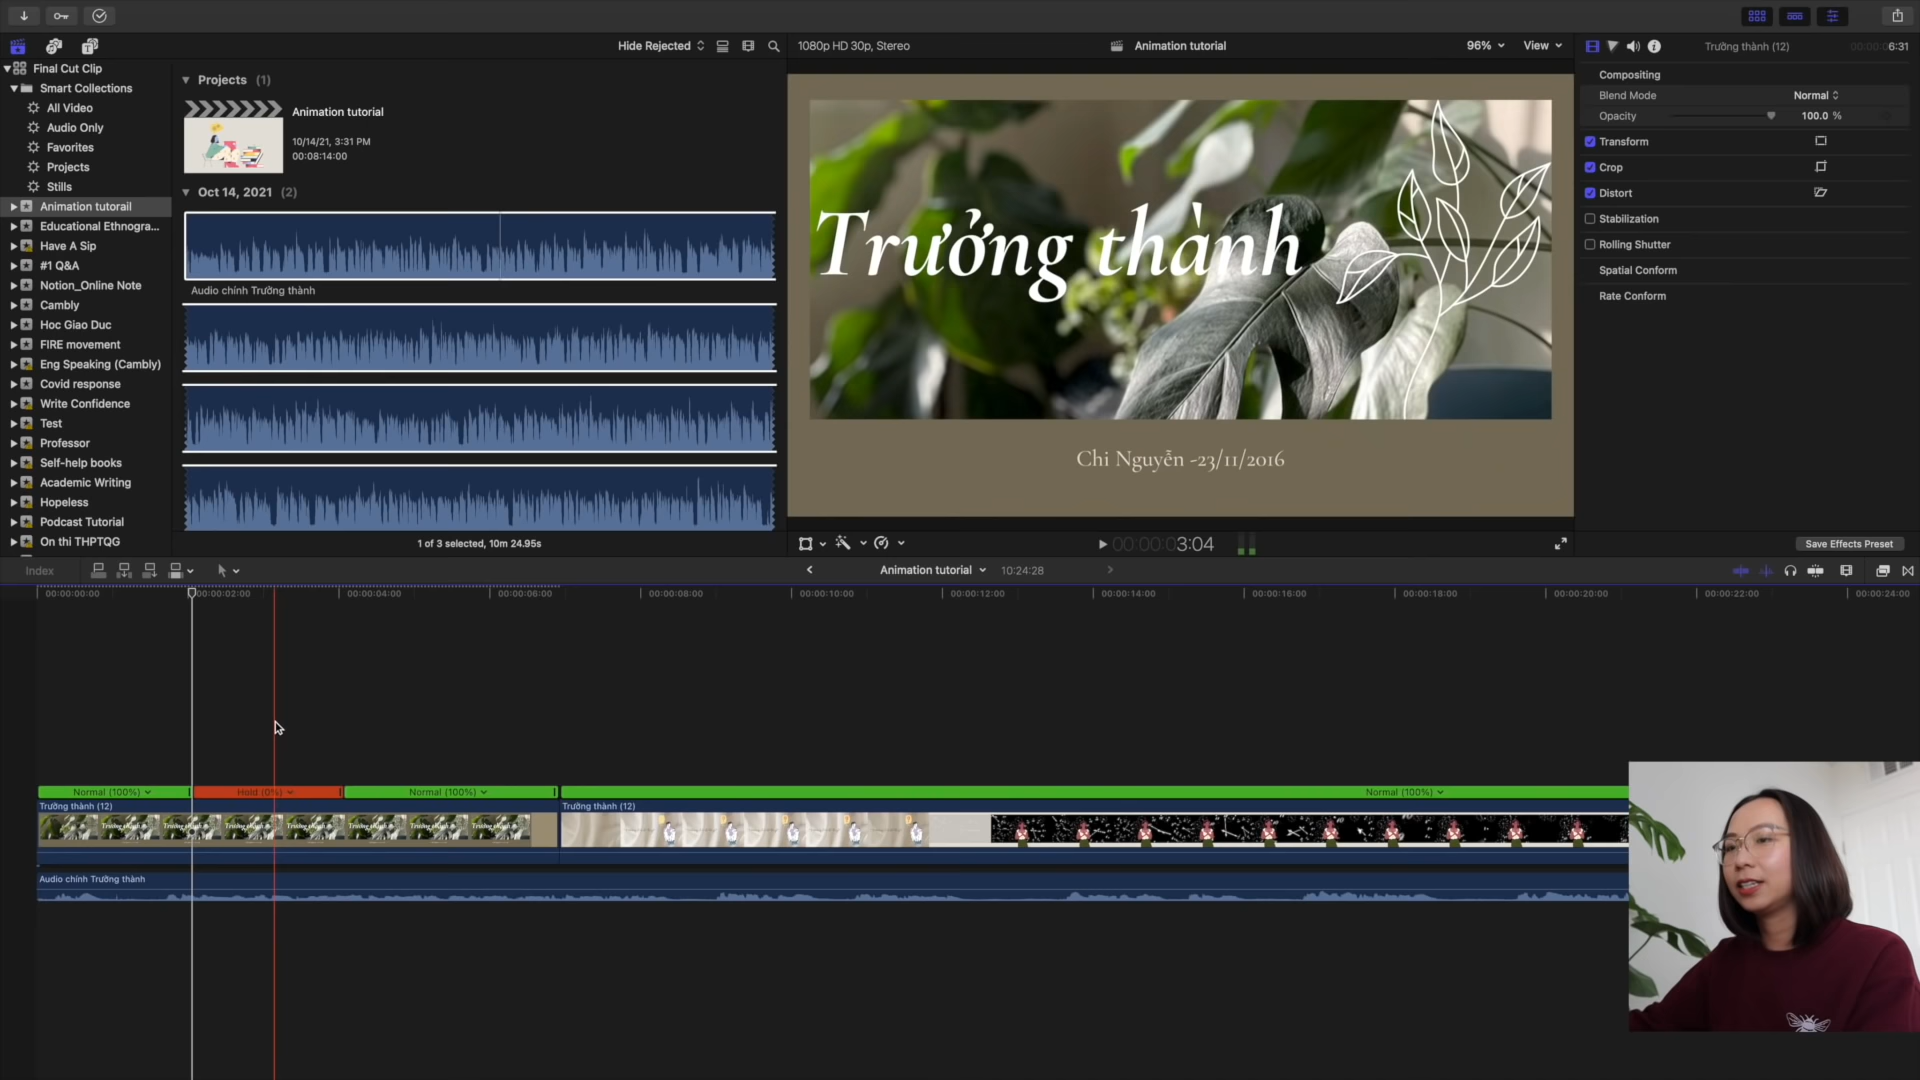 Hide Rejected
1080p HD 30p, Stereo
Animation tutorial
96%
View
Trưởng thành (12)
6:31
Final Cut Clip
Smart Collections
All Video
Audio Only
Favorites
Projects
Stills
Animation tutorail
Educational Ethnogra...
Have A Sip
#1 Q&A
Notion_Online Note
Cambly
Hoc Giao Duc
FIRE movement
Eng Speaking (Cambly)
Covid response
Write Confidence
Test
Professor
Self-help books
Academic Writing
Hopeless
Podcast Tutorial
On thi THPTQG
Projects (1)
Animation tutorial
10/14/21, 3:31 PM
00:08:14:00
Oct 14, 2021 (2)
Audio chính Trưởng thành
1 of 3 selected, 10m 24.95s
Trưởng thành
Chi Nguyễn -23/11/2016
00:00:00:03:04
Compositing
Blend Mode
Normal
Opacity
100.0 %
Transform
Crop
Distort
Stabilization
Rolling Shutter
Spatial Conform
Rate Conform
Save Effects Preset
Index
Animation tutorial
10:24:28
00:00:00:00
00:00:02:00
00:00:04:00
00:00:06:00
00:00:08:00
00:00:10:00
00:00:12:00
00:00:14:00
00:00:16:00
00:00:18:00
00:00:20:00
00:00:22:00
00:00:24:00
Normal (100%)
Hold (0%)
Normal (100%)
Normal (100%)
Trưởng thành (12)
Trưởng thành (12)
Audio chính Trưởng thành